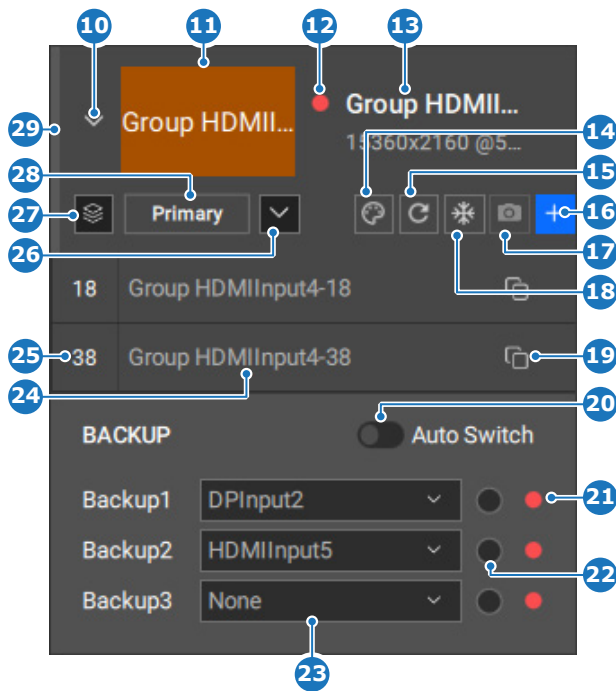 10
11
12
13
Group HDMII...
Group HDMII...
15360x2160 @5...
29
14
28
15
27
Primary
16
26
17
18
18
Group HDMIInput4-18
25
38
Group HDMIInput4-38
19
24
20
BACKUP
Auto Switch
Backup1
DPInput2
21
Backup2
HDMIInput5
22
Backup3
None
23